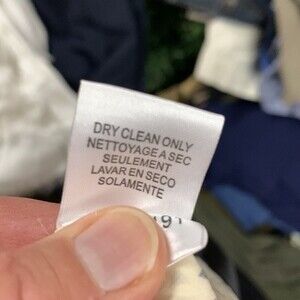 DRY CLEAN ONLY
NETTOYAGE A SEC
SEULEMENT
LAVAR EN SECO
SOLAMENTE